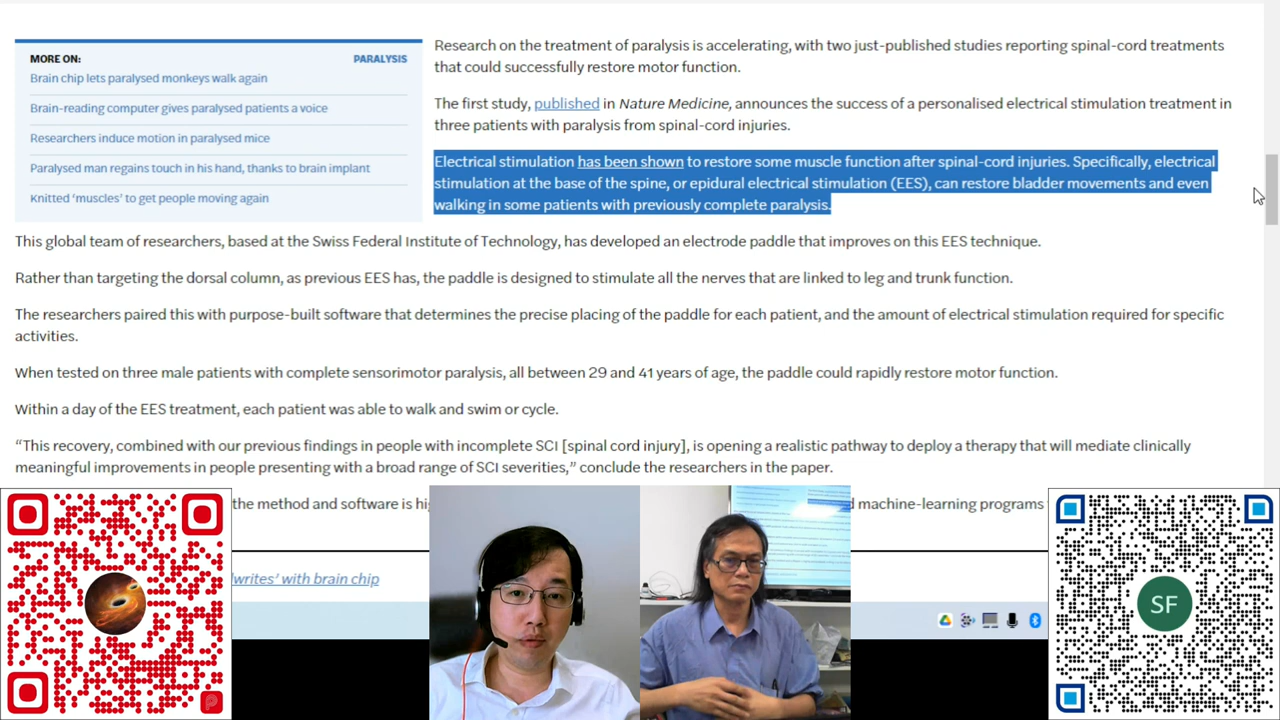 MORE ON: PARALYSIS
Brain chip lets paralysed monkeys walk again
Brain-reading computer gives paralysed patients a voice
Researchers induce motion in paralysed mice
Paralysed man regains touch in his hand, thanks to brain implant
Knitted ‘muscles’ to get people moving again
Research on the treatment of paralysis is accelerating, with two just-published studies reporting spinal-cord treatments
that could successfully restore motor function.
The first study, published in Nature Medicine, announces the success of a personalised electrical stimulation treatment in
three patients with paralysis from spinal-cord injuries.
Electrical stimulation has been shown to restore some muscle function after spinal-cord injuries. Specifically, electrical
stimulation at the base of the spine, or epidural electrical stimulation (EES), can restore bladder movements and even
walking in some patients with previously complete paralysis.
This global team of researchers, based at the Swiss Federal Institute of Technology, has developed an electrode paddle that improves on this EES technique.
Rather than targeting the dorsal column, as previous EES has, the paddle is designed to stimulate all the nerves that are linked to leg and trunk function.
The researchers paired this with purpose-built software that determines the precise placing of the paddle for each patient, and the amount of electrical stimulation required for specific
activities.
When tested on three male patients with complete sensorimotor paralysis, all between 29 and 41 years of age, the paddle could rapidly restore motor function.
Within a day of the EES treatment, each patient was able to walk and swim or cycle.
“This recovery, combined with our previous findings in people with incomplete SCI [spinal cord injury], is opening a realistic pathway to deploy a therapy that will mediate clinically
meaningful improvements in people presenting with a broad range of SCI severities,” conclude the researchers in the paper.
the method and software is machine-learning programs
‘writes’ with brain chip
SF